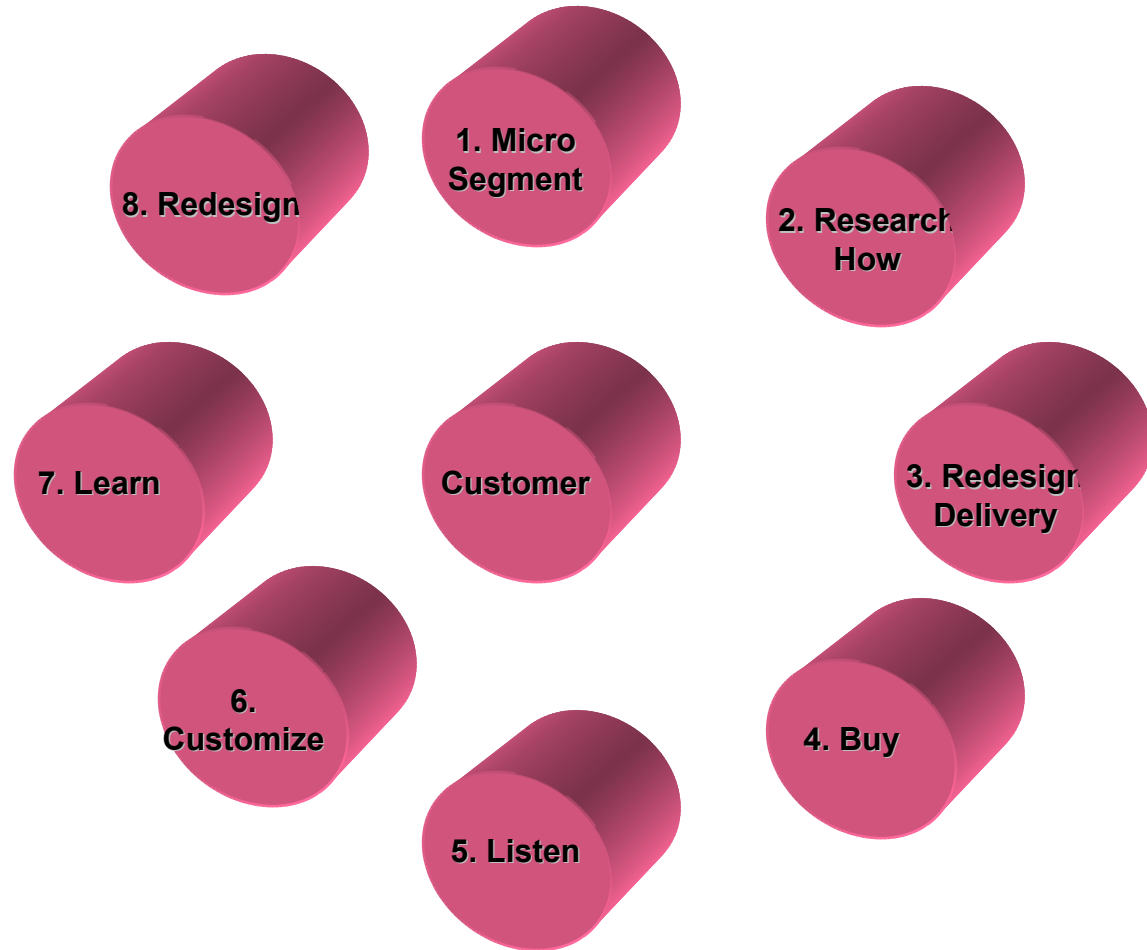 1. Micro
Segment
2. Research
How
3. Redesign
Delivery
4. Buy
5. Listen
6.
Customize
7. Learn
8. Redesign
Customer